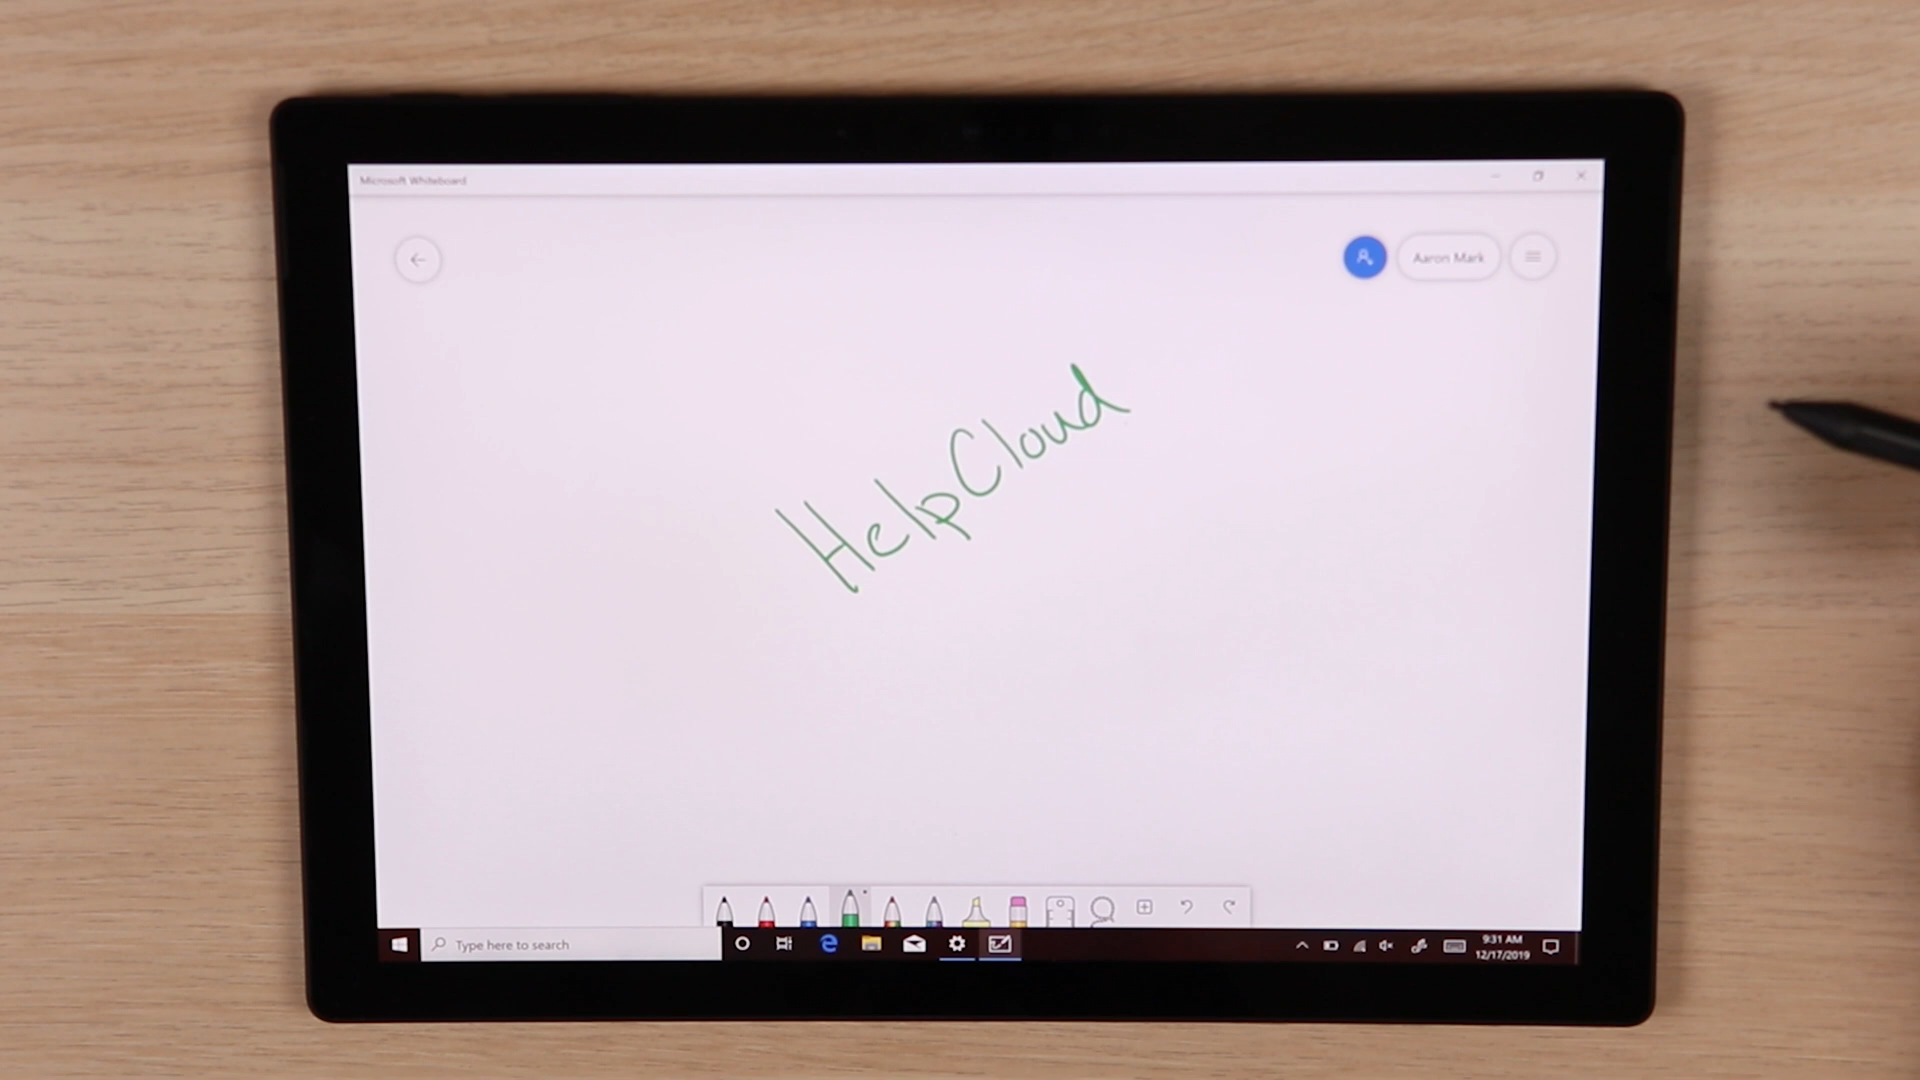 Microsoft Whiteboard
Aaron Mark
HelpCloud
Type here to search
9:31 AM
12/17/2019